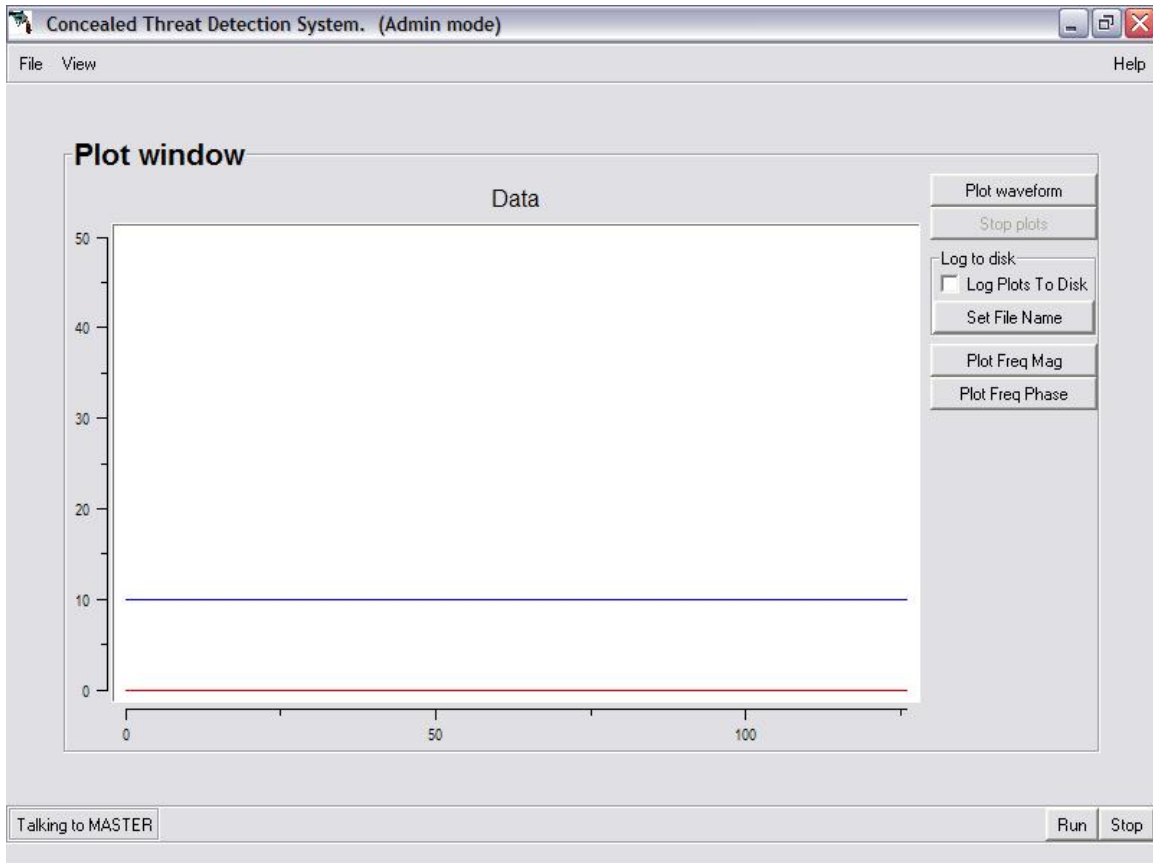 Concealed Threat Detection System. (Admin mode)
File View Help
Plot window
Data
Plot waveform
Stop plots
Log to disk
Log Plots To Disk
Set File Name
Plot Freq Mag
Plot Freq Phase
50
40
30
20
10
0
0 50 100
Talking to MASTER
Run Stop